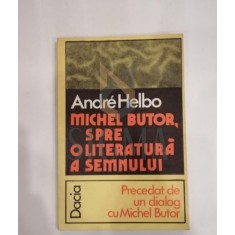 André Helbo
MICHEL BUTOR,
SPRE
O LITERATURĂ
A SEMNULUI
Dacia
Precedat de
un dialog
cu Michel Butor